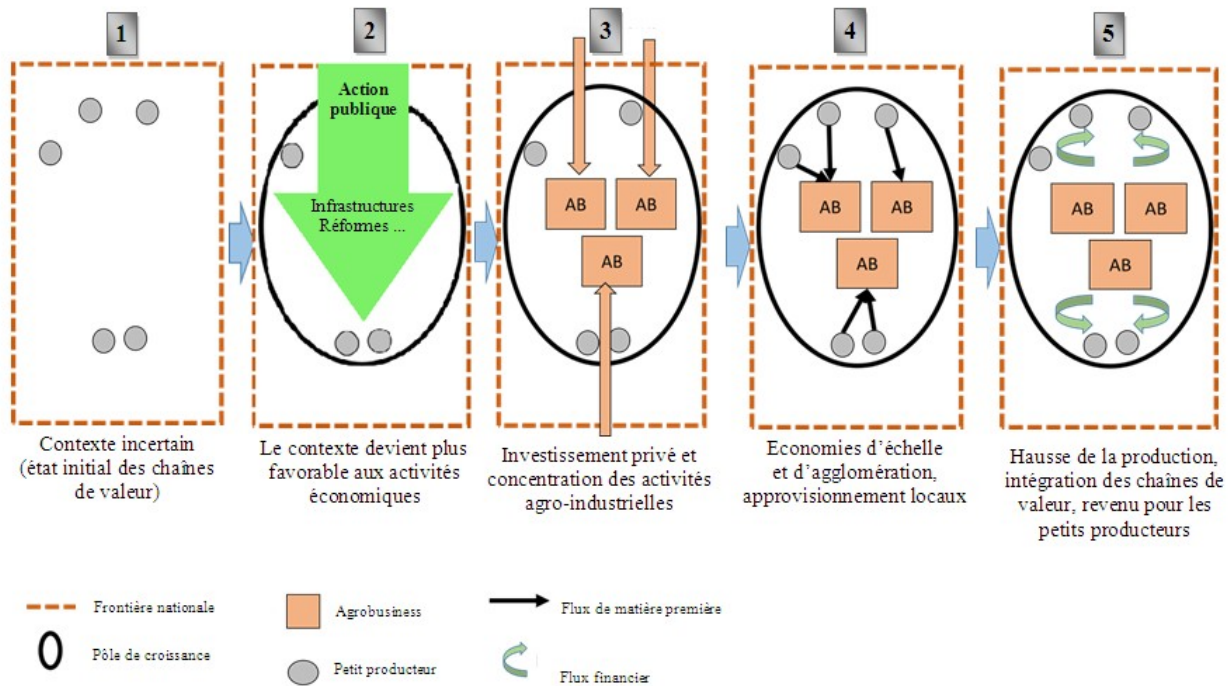 1
2
3
4
5
Action
publique
Infrastructures
Réformes ...
AB
AB
AB
AB
AB
AB
AB
AB
AB
Contexte incertain
(état initial des chaînes
de valeur)
Le contexte devient plus
favorable aux activités
économiques
Investissement privé et
concentration des activités
agro-industrielles
Economies d'échelle
et d'agglomération,
approvisionnement locaux
Hausse de la production,
intégration des chaînes de
valeur, revenu pour les
petits producteurs
Frontière nationale
Agrobusiness
Flux de matière première
Pôle de croissance
Petit producteur
Flux financier